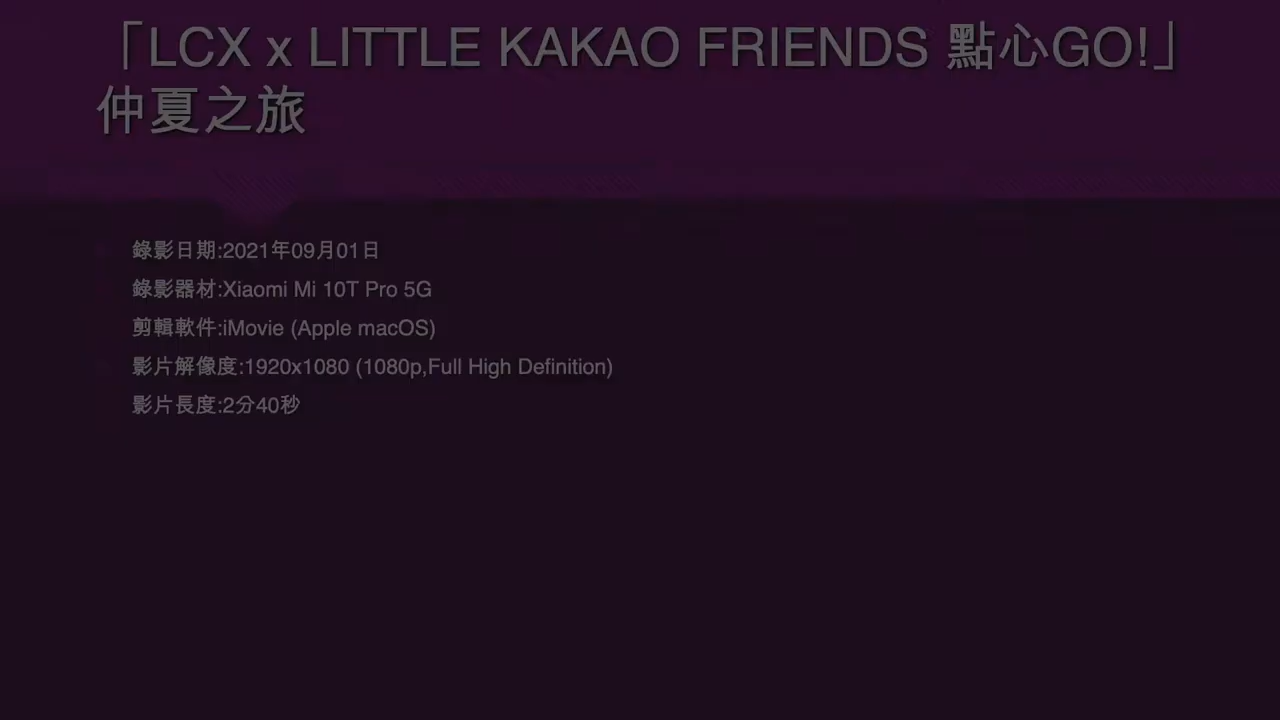 「LCX x LITTLE KAKAO FRIENDS 點心GO!」
仲夏之旅
錄影日期:2021年09月01日
錄影器材:Xiaomi Mi 10T Pro 5G
剪輯軟件:iMovie (Apple macOS)
影片解像度:1920x1080 (1080p,Full High Definition)
影片長度:2分40秒